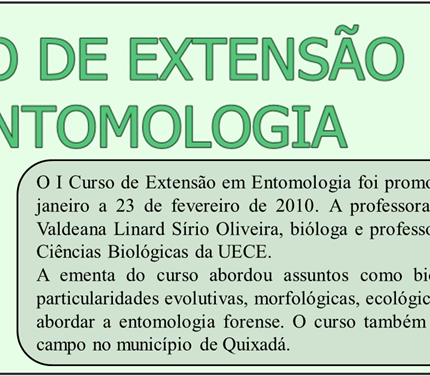 O DE EXTENSÃO
NTOMOLOGIA
O I Curso de Extensão em Entomologia foi promo
janeiro a 23 de fevereiro de 2010. A professora
Valdeana Linard Sírio Oliveira, bióloga e professo
Ciências Biológicas da UECE.
A ementa do curso abordou assuntos como bi
particularidades evolutivas, morfológicas, ecológic
abordar a entomologia forense. O curso também
campo no município de Quixadá.